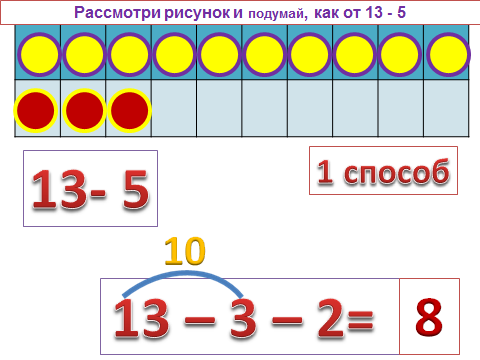 Рассмотри рисунок и подумай, как от 13 - 5
13- 5
1 способ
10
13 – 3 – 2= 8